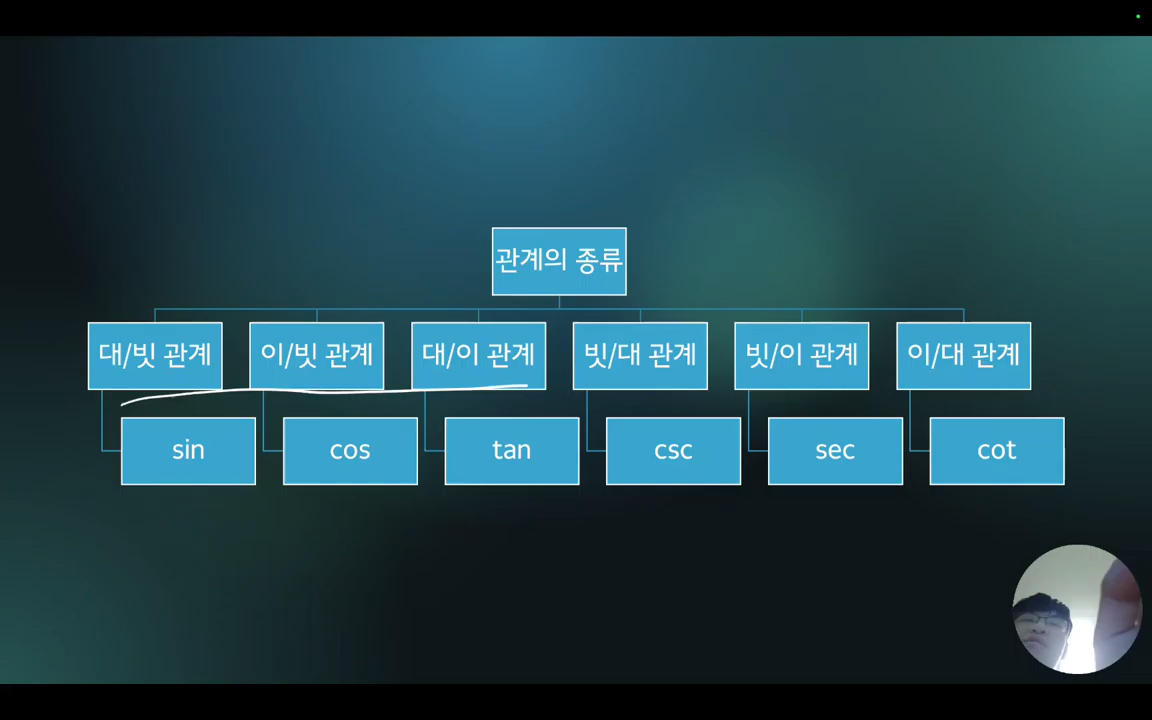 관계의 종류
대/빗 관계
이/빗 관계
대/이 관계
빗/대 관계
빗/이 관계
이/대 관계
sin
cos
tan
csc
sec
cot